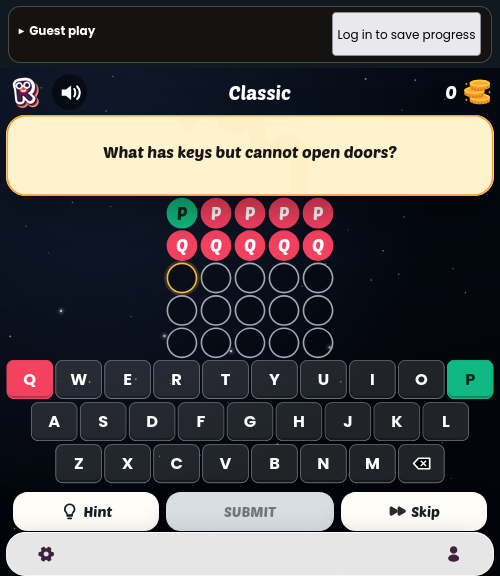 ▸ Guest play
Log in to save progress
R
Classic
0
What has keys but cannot open doors?
P P P P P
Q Q Q Q Q
Q W E R T Y U I O P
A S D F G H J K L
Z X C V B N M
Hint
SUBMIT
Skip